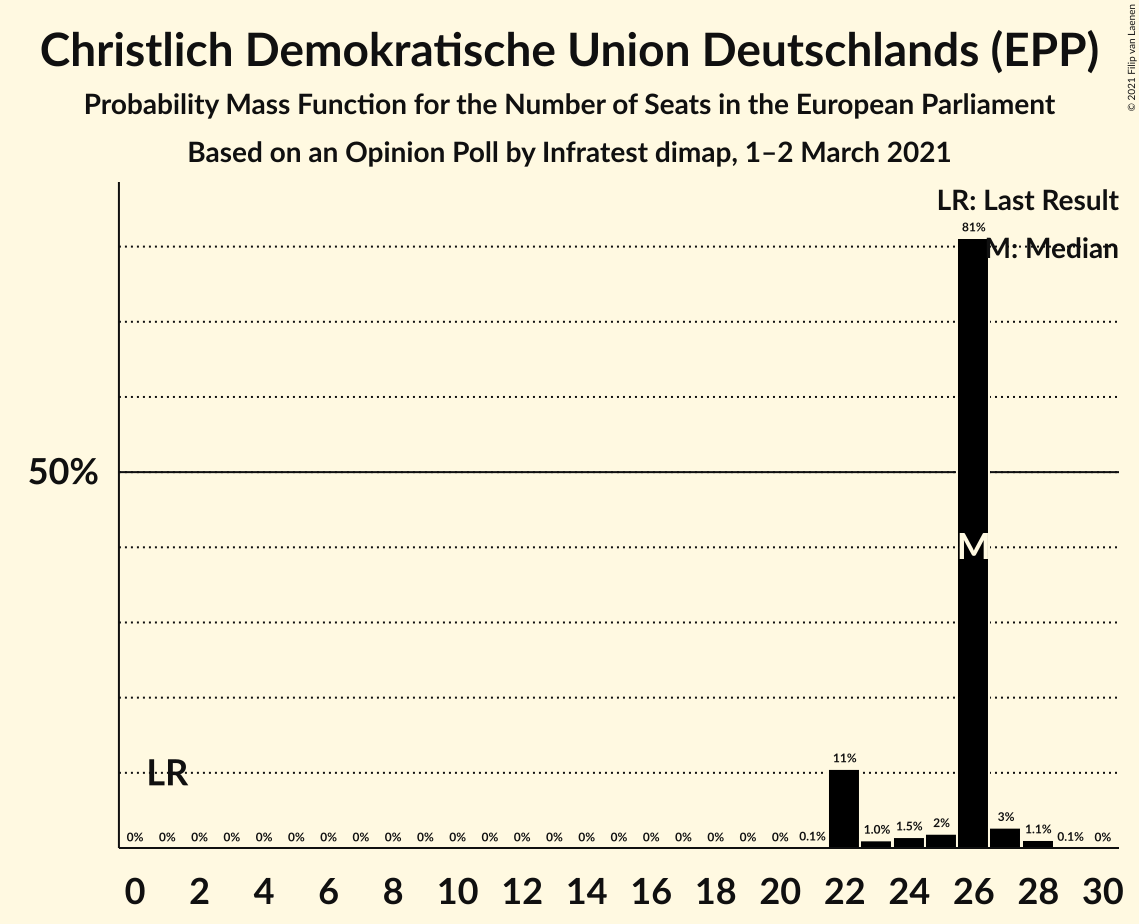 Christlich Demokratische Union Deutschlands (EPP)
Probability Mass Function for the Number of Seats in the European Parliament
Based on an Opinion Poll by Infratest dimap, 1–2 March 2021
© 2021 Filip van Laenen
LR: Last Result
M: Median
81%
50%
M
LR
11%
0% 0% 0% 0% 0% 0% 0% 0% 0% 0% 0% 0% 0% 0% 0% 0% 0% 0% 0% 0% 0% 0.1% 1.0% 1.5% 2% 3% 1.1% 0.1% 0%
0 2 4 6 8 10 12 14 16 18 20 22 24 26 28 30